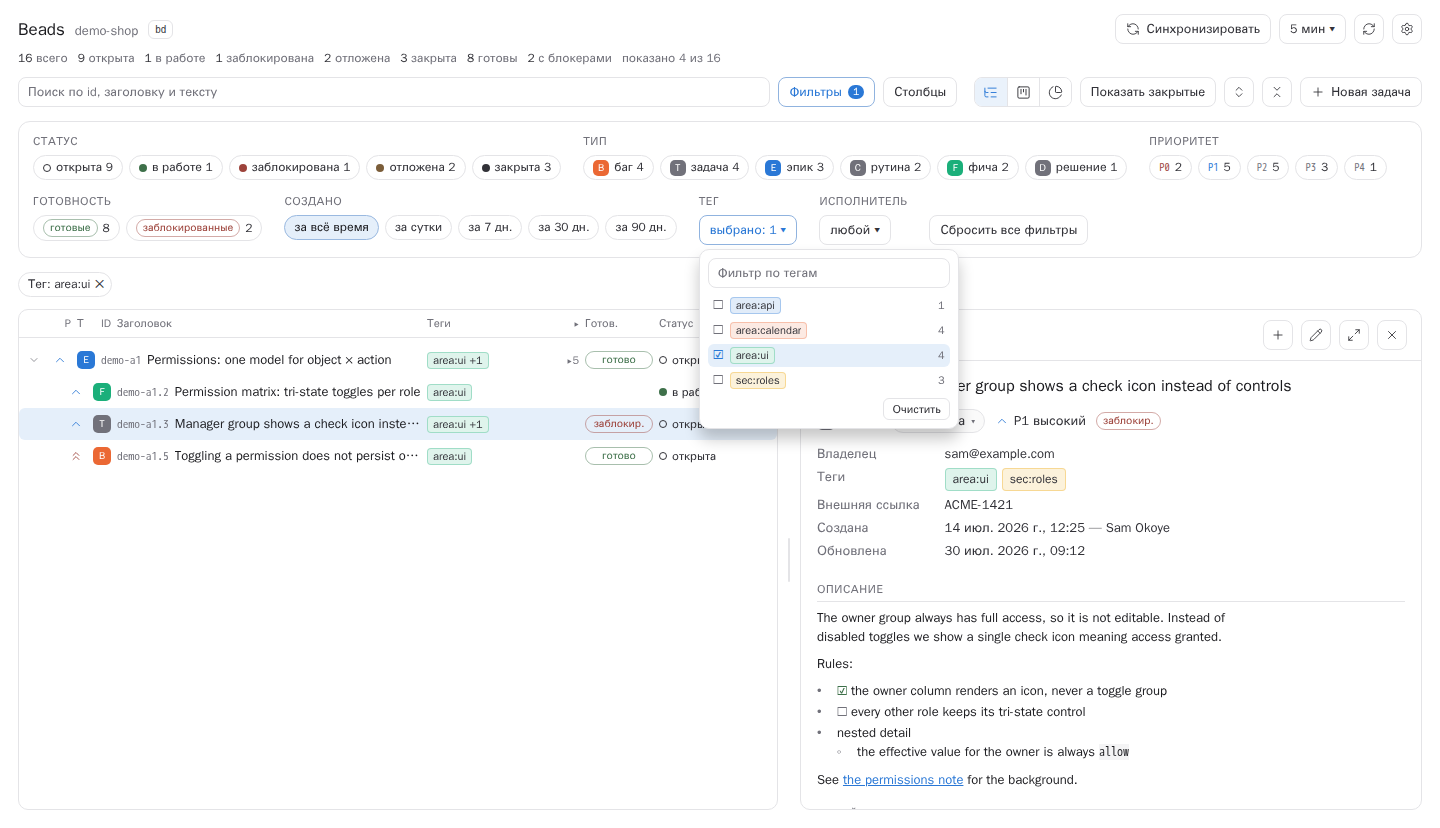 Beads demo-shop bd Синхронизировать 5 мин ▾
16 всего 9 открыта 1 в работе 1 заблокирована 2 отложена 3 закрыта 8 готовы 2 с блокерами показано 4 из 16
Поиск по id, заголовку и тексту Фильтры 1 Столбцы Показать закрытые Новая задача
СТАТУС ТИП ПРИОРИТЕТ
открыта 9 в работе 1 заблокирована 1 отложена 2 закрыта 3 B баг 4 T задача 4 E эпик 3 C рутина 2 F фича 2 D решение 1 P0 2 P1 5 P2 5 P3 3 P4 1
ГОТОВНОСТЬ СОЗДАНО ТЕГ ИСПОЛНИТЕЛЬ
готовые 8 заблокированные 2 за всё время за сутки за 7 дн. за 30 дн. за 90 дн. выбрано: 1 ▾ любой ▾ Сбросить все фильтры
Тег: area:ui ✕
Фильтр по тегам
☐ area:api 1
☐ area:calendar 4
☑ area:ui 4
☐ sec:roles 3
Очистить
P T ID Заголовок Теги ▸ Готов. Статус
E demo-a1 Permissions: one model for object × action area:ui +1 ▸5 готово
F demo-a1.2 Permission matrix: tri-state toggles per role area:ui
T demo-a1.3 Manager group shows a check icon inste… area:ui +1 заблокир.
B demo-a1.5 Toggling a permission does not persist o… area:ui готово открыта
group shows a check icon instead of controls
P1 высокий заблокир.
Владелец sam@example.com
Теги area:ui sec:roles
Внешняя ссылка ACME-1421
Создана 14 июл. 2026 г., 12:25 — Sam Okoye
Обновлена 30 июл. 2026 г., 09:12
ОПИСАНИЕ
The owner group always has full access, so it is not editable. Instead of
disabled toggles we show a single check icon meaning access granted.
Rules:
• ☑ the owner column renders an icon, never a toggle group
• ☐ every other role keeps its tri-state control
• nested detail
◦ the effective value for the owner is always allow
See the permissions note for the background.